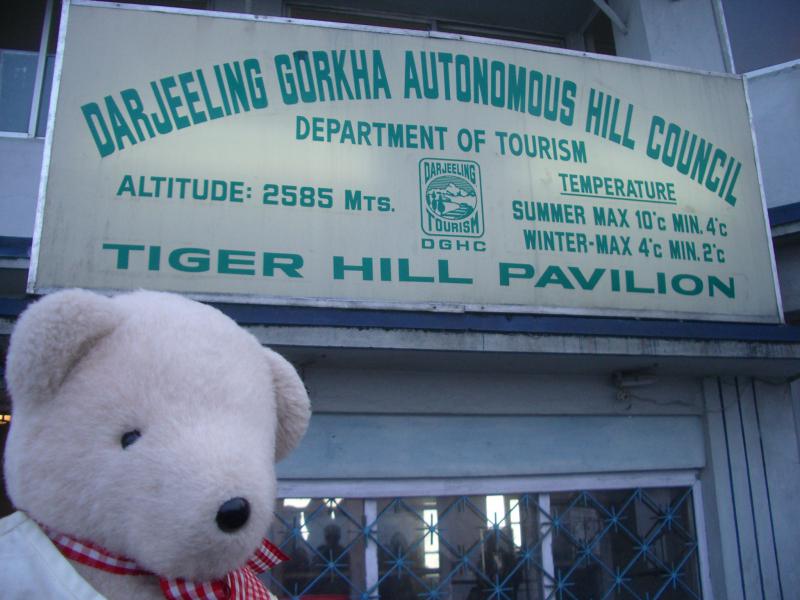 DARJEELING GORKHA AUTONOMOUS HILL COUNCIL
DEPARTMENT OF TOURISM
ALTITUDE: 2585 MTS.
DARJEELING
TOURISM
DGHC
TEMPERATURE
SUMMER MAX 10°C MIN. 4°C
WINTER-MAX 4°C MIN. 2°C
TIGER HILL PAVILION